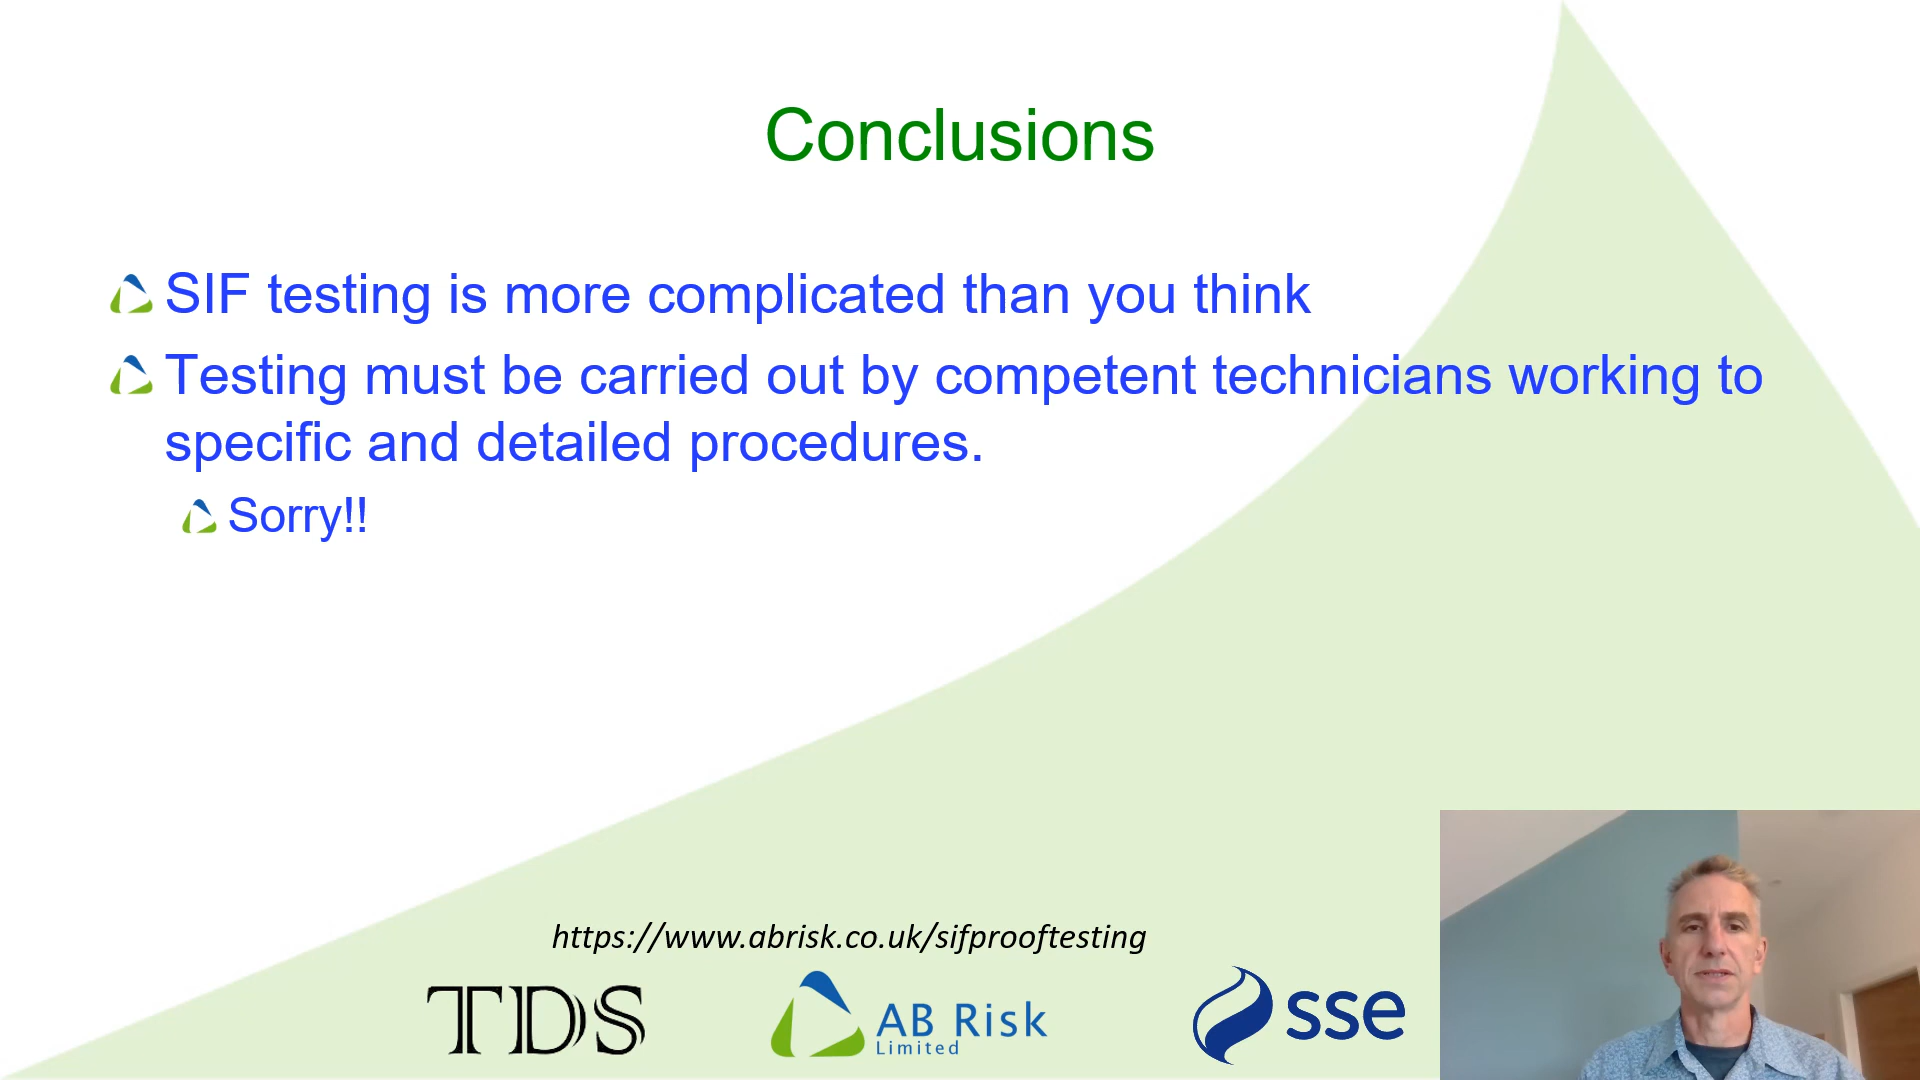 Conclusions
SIF testing is more complicated than you think
Testing must be carried out by competent technicians working to
specific and detailed procedures.
Sorry!!
https://www.abrisk.co.uk/sifprooftesting
TDS
AB Risk
Limited
sse